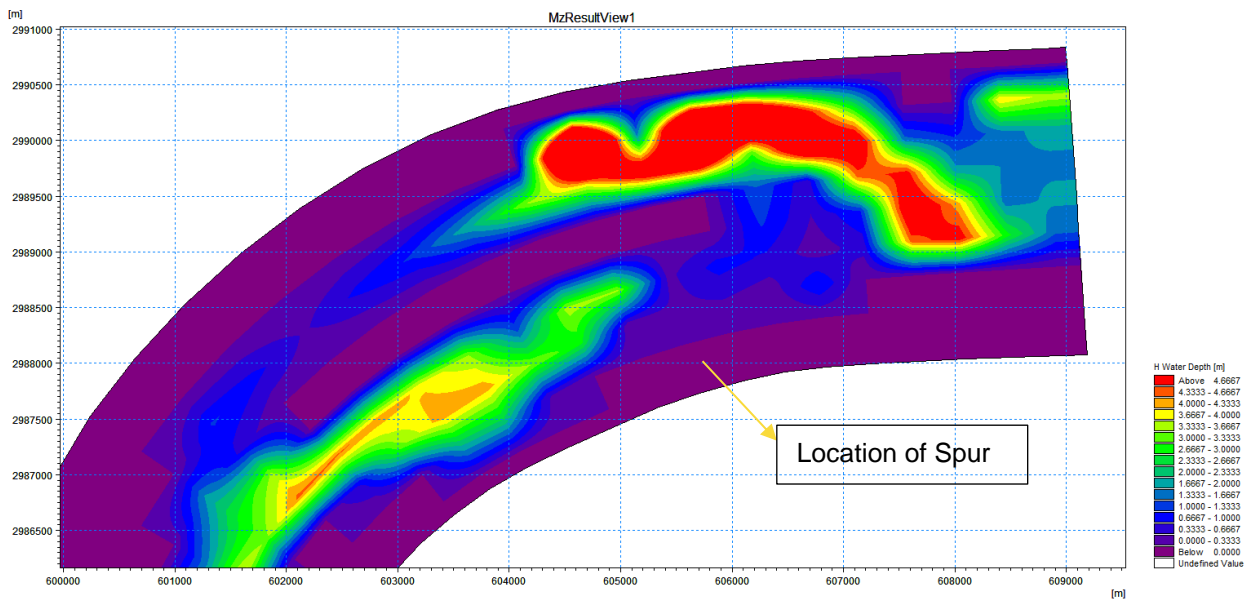 MzResultView1
[m]
2991000
2990500
2990000
2989500
2989000
2988500
2988000
2987500
2987000
2986500
600000 601000 602000 603000 604000 605000 606000 607000 608000 609000
[m]
Location of Spur
H Water Depth [m]
Above 4.6667
4.3333 - 4.6667
4.0000 - 4.3333
3.6667 - 4.0000
3.3333 - 3.6667
3.0000 - 3.3333
2.6667 - 3.0000
2.3333 - 2.6667
2.0000 - 2.3333
1.6667 - 2.0000
1.3333 - 1.6667
1.0000 - 1.3333
0.6667 - 1.0000
0.3333 - 0.6667
0.0000 - 0.3333
Below 0.0000
Undefined Value